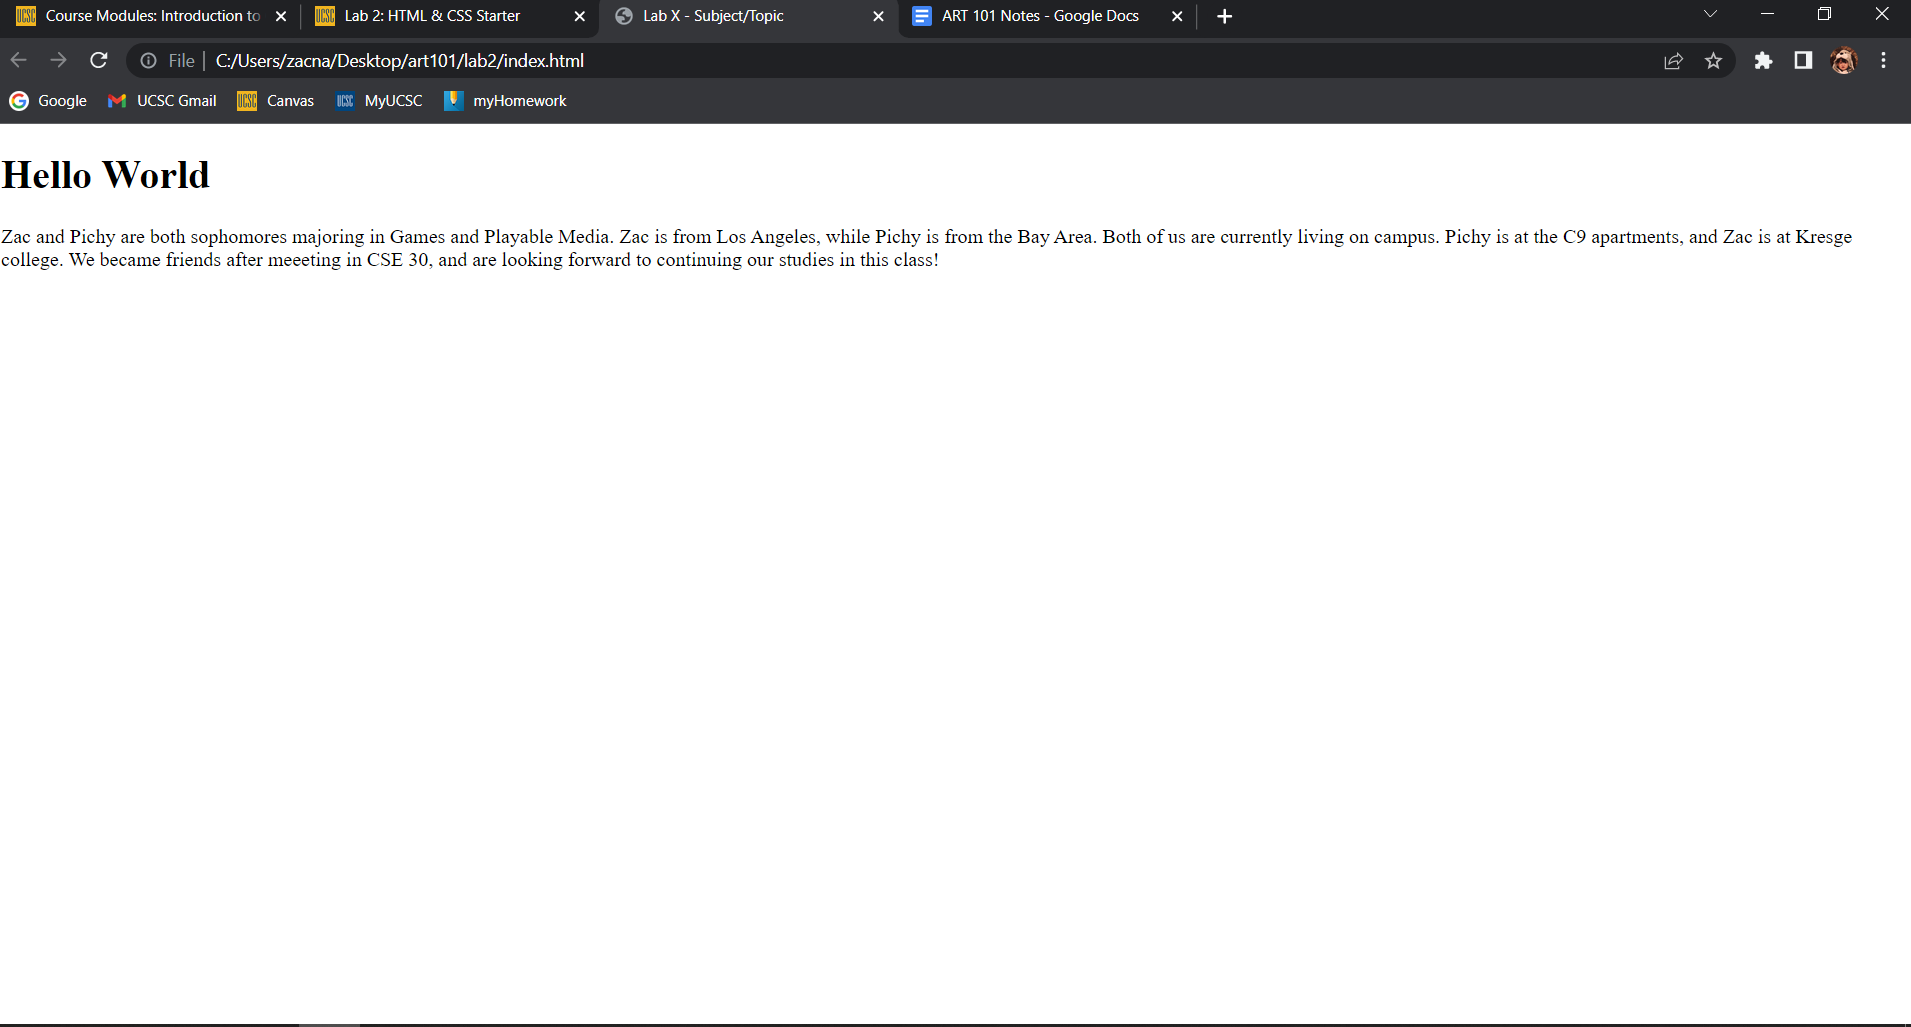 UCSC Course Modules: Introduction to
UCSC Lab 2: HTML & CSS Starter
Lab X - Subject/Topic
ART 101 Notes - Google Docs
File | C:/Users/zacna/Desktop/art101/lab2/index.html
G Google
UCSC Gmail
UCSC Canvas
UCSC MyUCSC
myHomework
Hello World
Zac and Pichy are both sophomores majoring in Games and Playable Media. Zac is from Los Angeles, while Pichy is from the Bay Area. Both of us are currently living on campus. Pichy is at the C9 apartments, and Zac is at Kresge
college. We became friends after meeeting in CSE 30, and are looking forward to continuing our studies in this class!